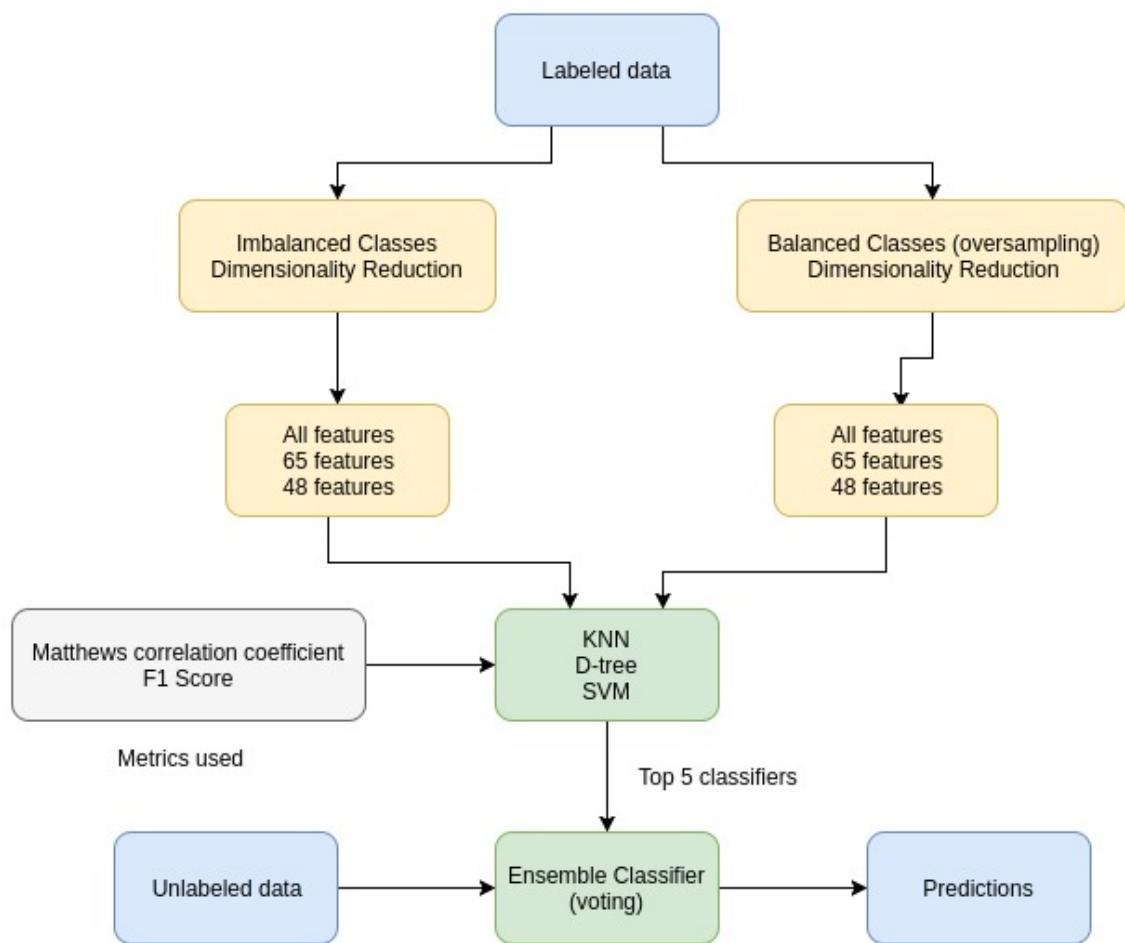 Labeled data
Imbalanced Classes
Dimensionality Reduction
Balanced Classes (oversampling)
Dimensionality Reduction
All features
65 features
48 features
All features
65 features
48 features
Matthews correlation coefficient
F1 Score
KNN
D-tree
SVM
Metrics used
Top 5 classifiers
Unlabeled data
Ensemble Classifier
(voting)
Predictions